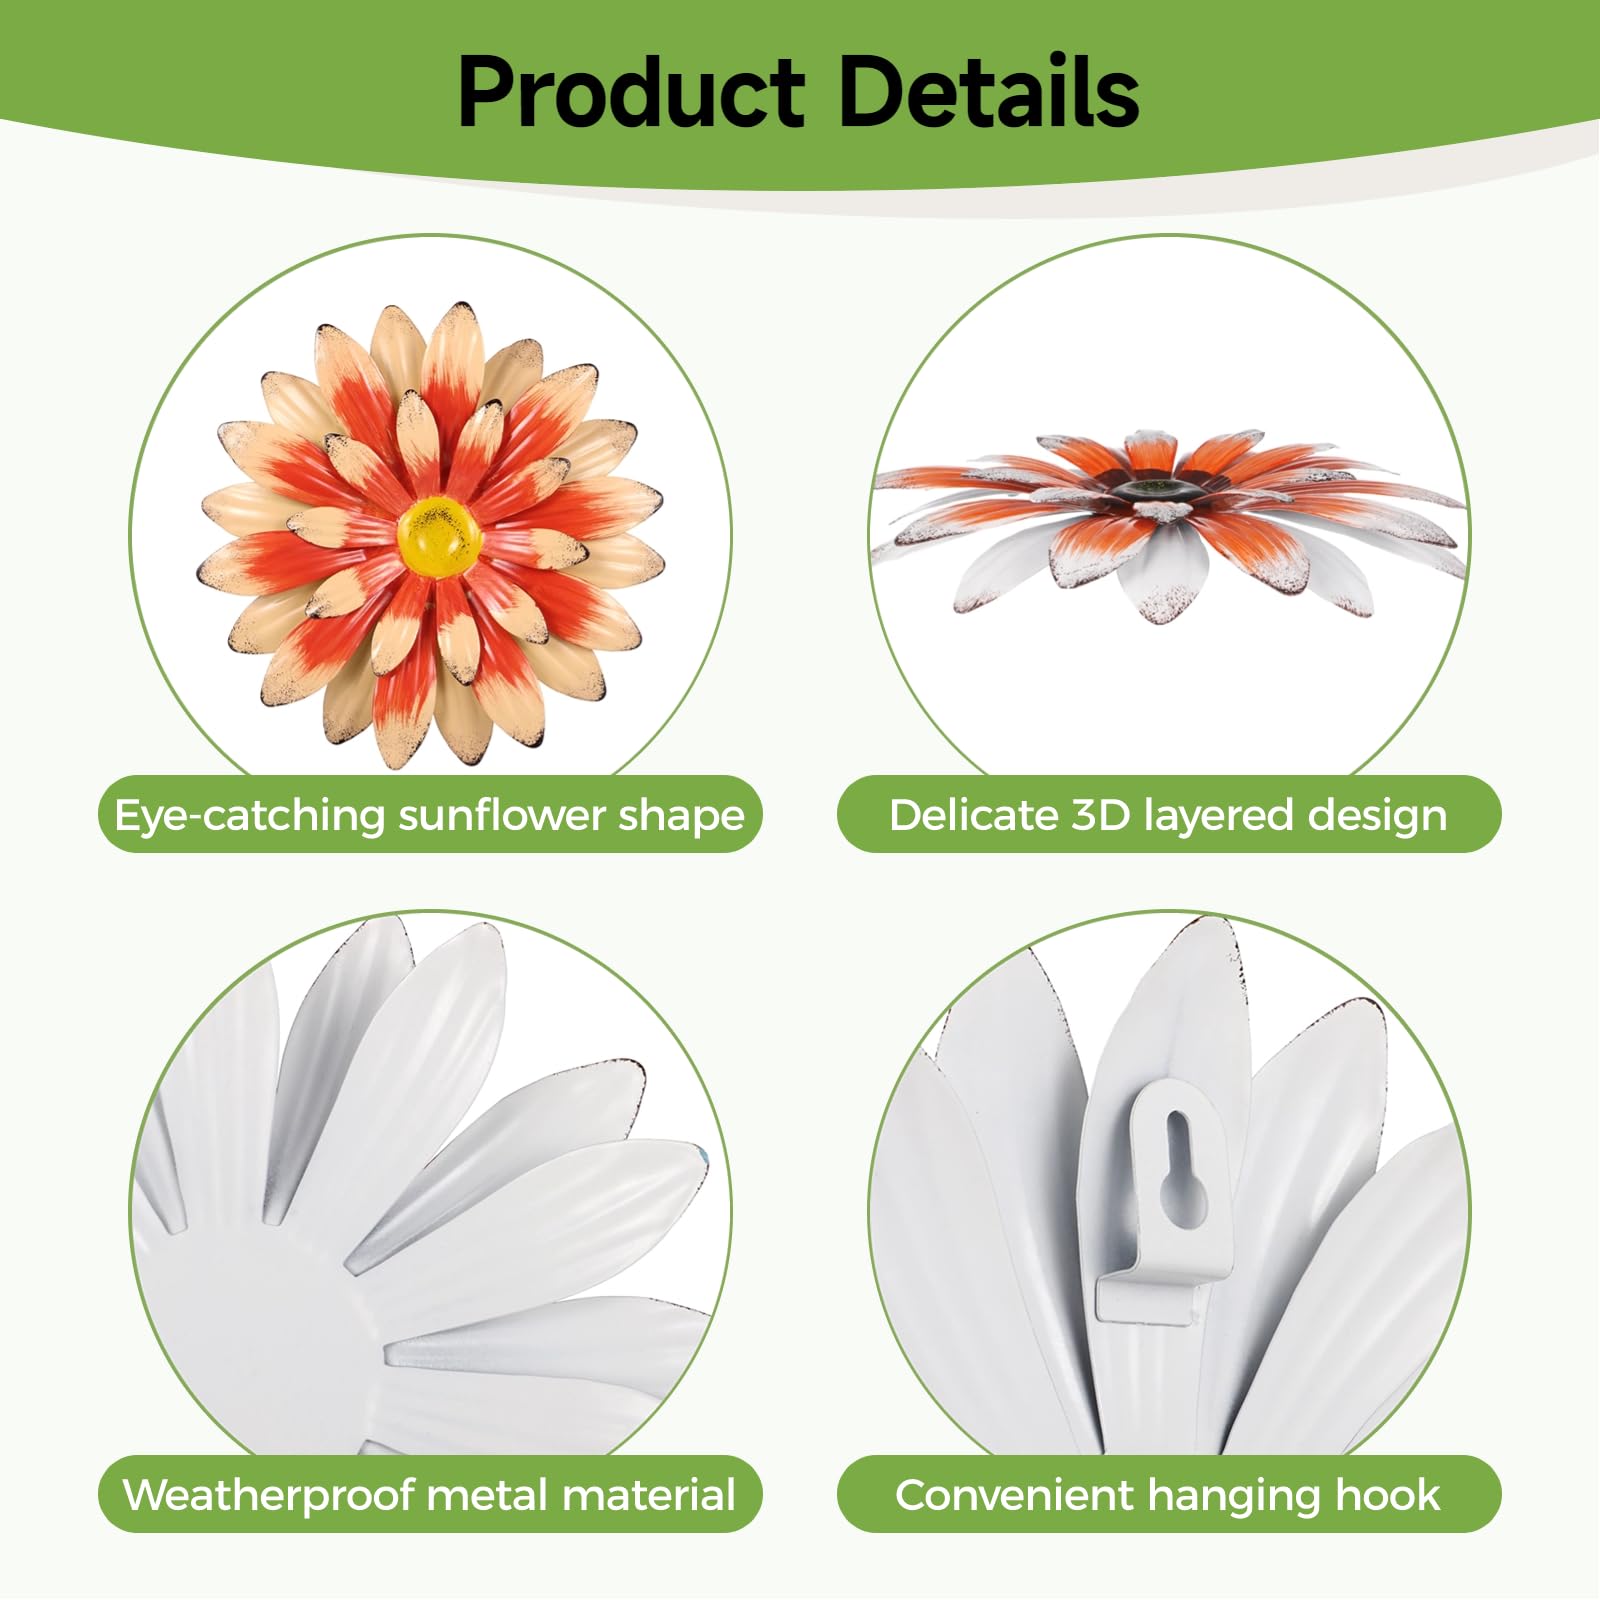 Product Details
Eye-catching sunflower shape
Delicate 3D layered design
Weatherproof metal material
Convenient hanging hook